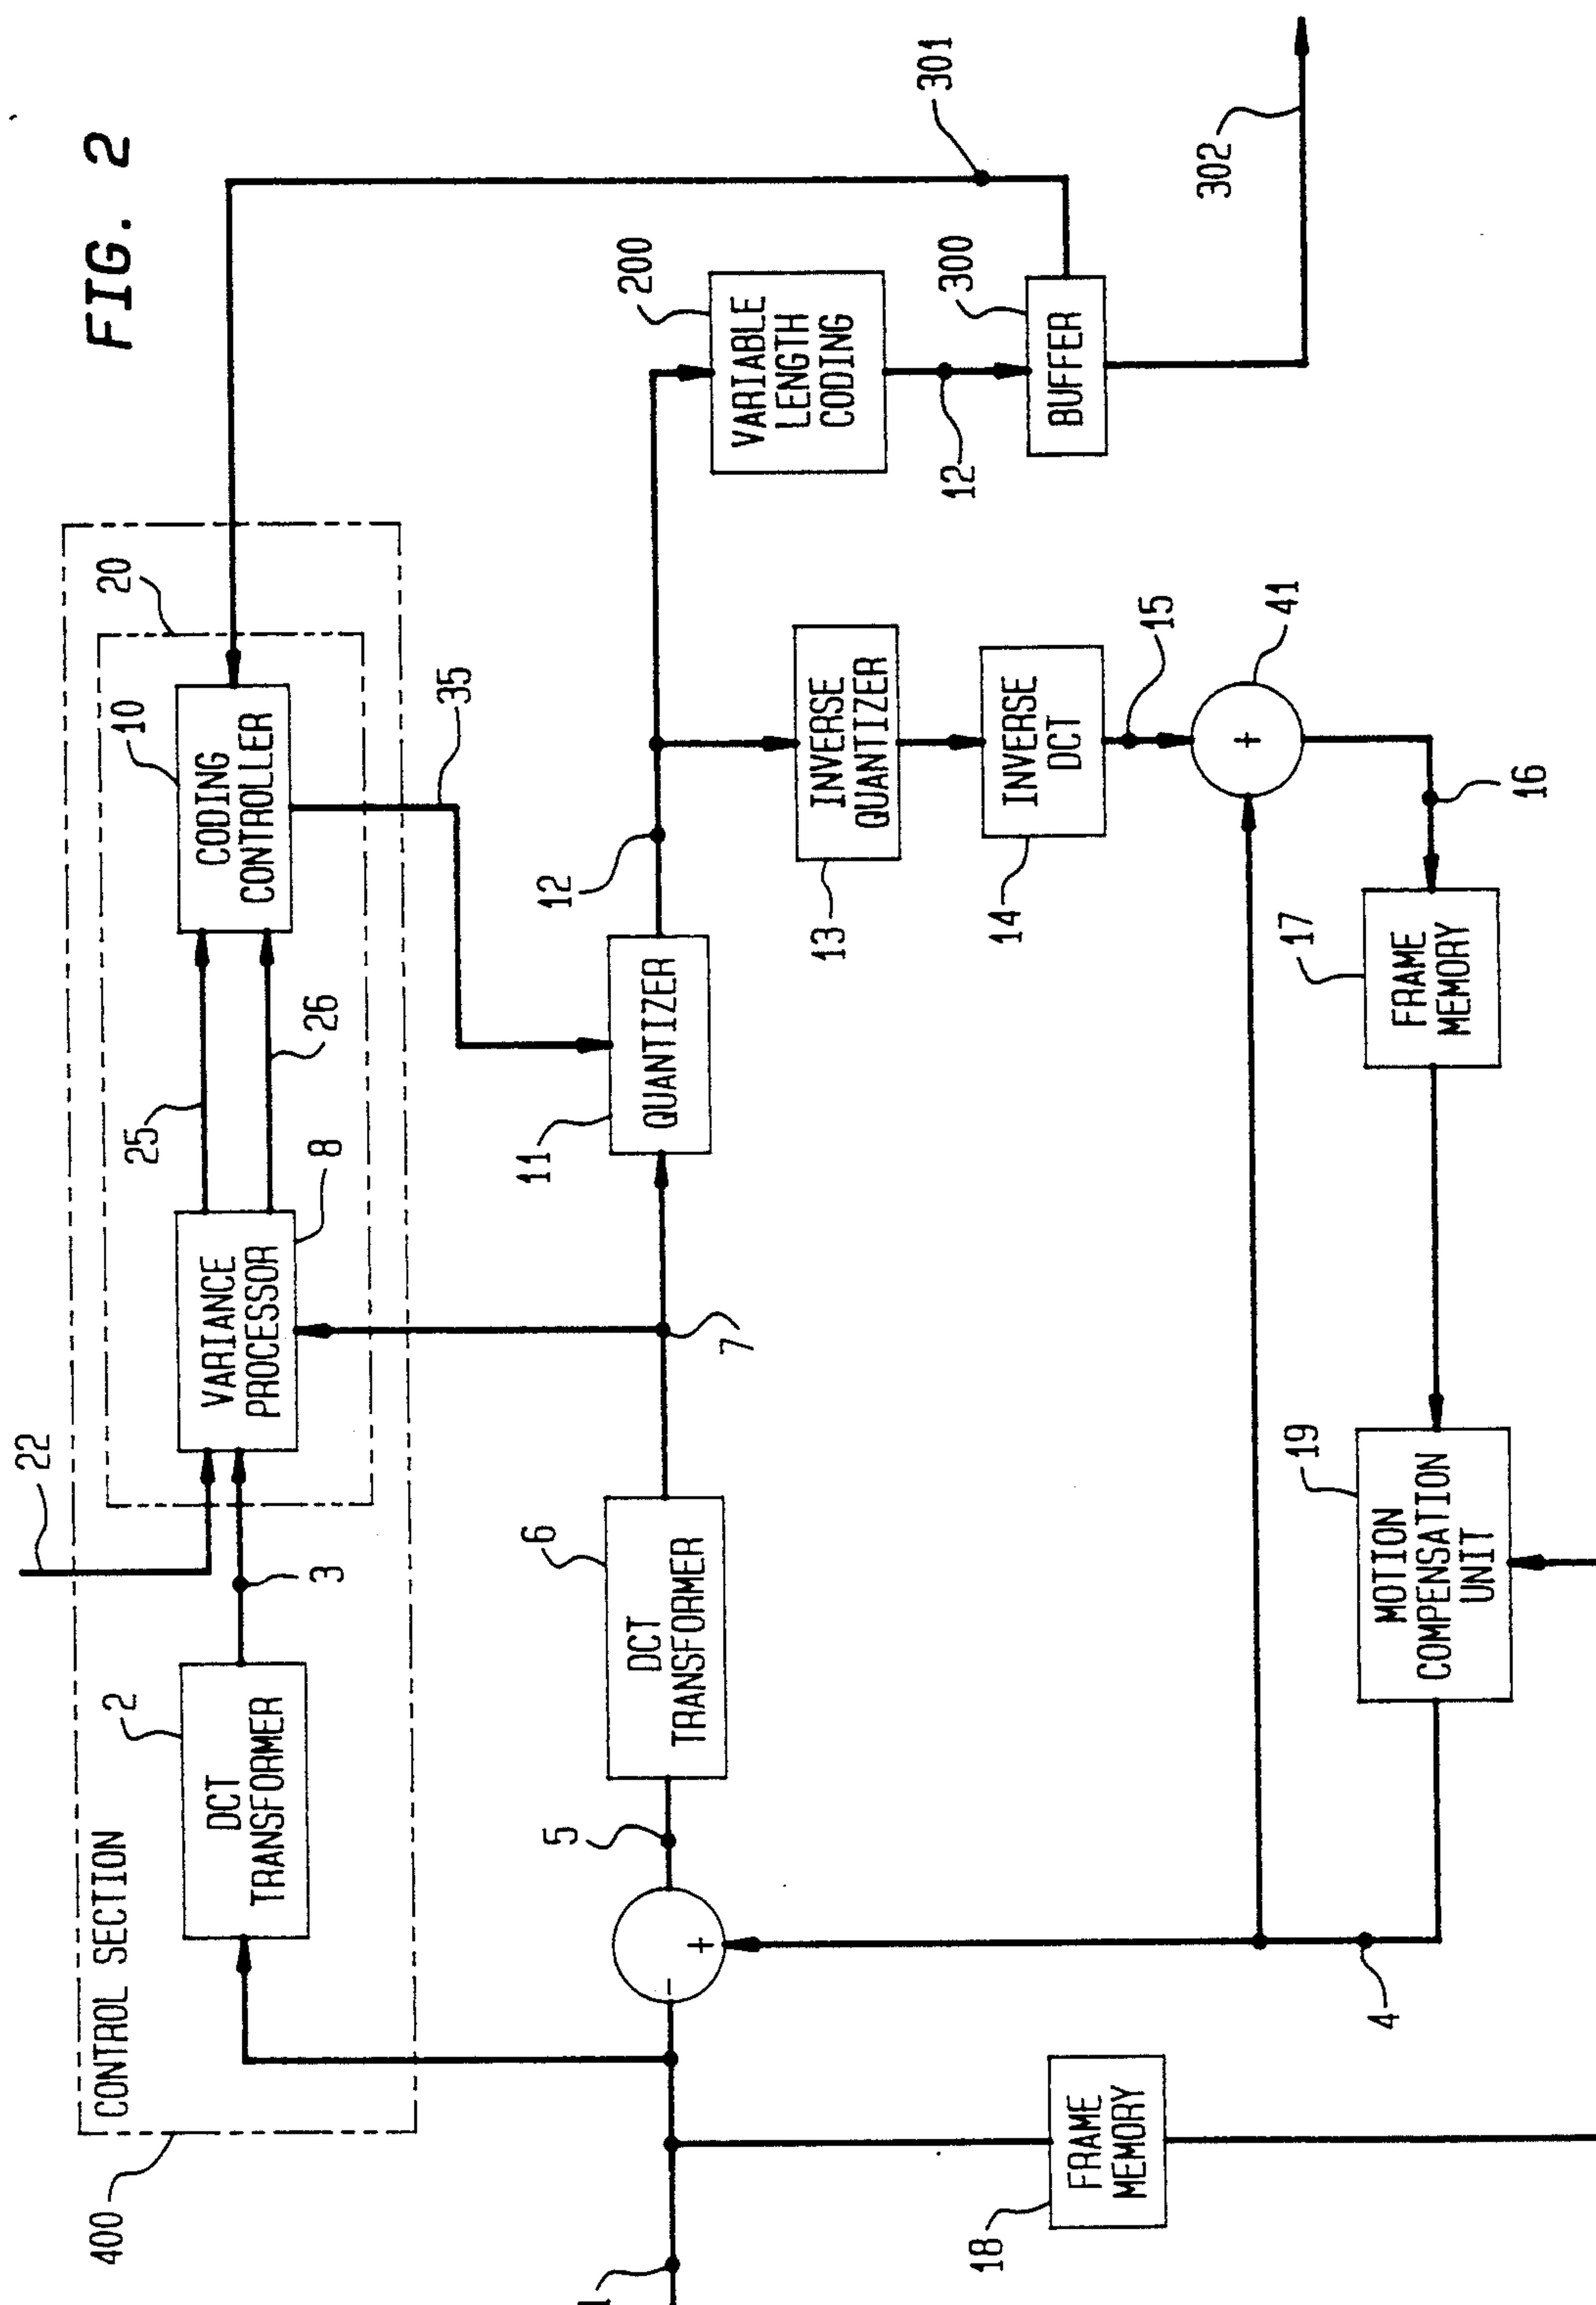 FIG. 2
22
400
CONTROL SECTION
2
DCT
TRANSFORMER
3
20
VARIANCE
PROCESSOR
8
25
26
10
CODING
CONTROLLER
35
301
5
6
DCT
TRANSFORMER
7
11
QUANTIZER
12
200
VARIABLE
LENGTH
CODING
12
300
BUFFER
302
13
INVERSE
QUANTIZER
14
INVERSE
DCT
15
41
+
16
-
+
4
18
FRAME
MEMORY
19
MOTION
COMPENSATION
UNIT
17
FRAME
MEMORY